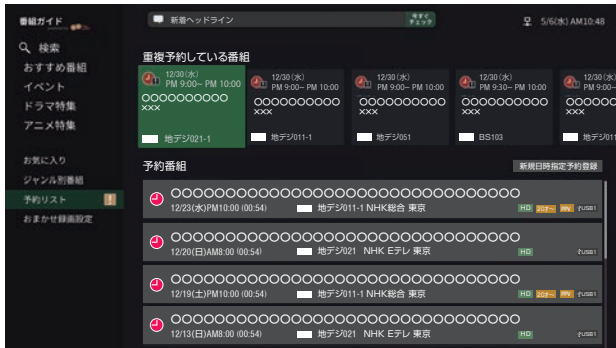 番組ガイド
新着ヘッドライン
今すぐ
チェック
5/6(水) AM10:48
検索
おすすめ番組
イベント
ドラマ特集
アニメ特集
お気に入り
ジャンル別番組
予約リスト
おまかせ録画設定
重複予約している番組
12/30(水)
PM 9:00~ PM 10:00
○○○○○○○○○○
×××
地デジ021-1
12/30(水)
PM 9:00~ PM 10:00
○○○○○○○○○○
×××
地デジ011-1
12/30(水)
PM 9:00~ PM 10:00
○○○○○○○○○○
×××
地デジ051
12/30(水)
PM 9:30~ PM 10:00
○○○○○○○○○○
×××
BS103
12/30(水)
PM 9:00~
○○○○○
×××
地デジ011
予約番組
新規日時指定予約登録
○○○○○○○○○○○○○○○○○○○○○○○○○○○
12/23(水)PM10:00 (00:54) 地デジ011-1 NHK総合 東京 HD 20才~ PPV USB1
○○○○○○○○○○○○○○○○○○○○○○○○○○○
12/20(日)AM8:00 (00:54) 地デジ021 NHK Eテレ 東京 HD USB1
○○○○○○○○○○○○○○○○○○○○○○○○○○○
12/19(土)PM10:00 (00:54) 地デジ011-1 NHK総合 東京 HD 20才~ PPV USB1
○○○○○○○○○○○○○○○○○○○○○○○○○○○
12/13(日)AM8:00 (00:54) 地デジ021 NHK Eテレ 東京 HD USB1